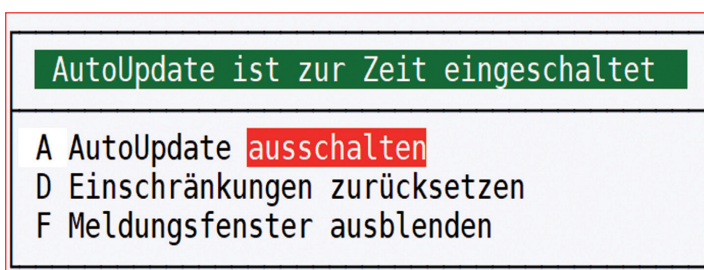 AutoUpdate ist zur Zeit eingeschaltet
A AutoUpdate ausschalten
D Einschränkungen zurücksetzen
F Meldungsfenster ausblenden